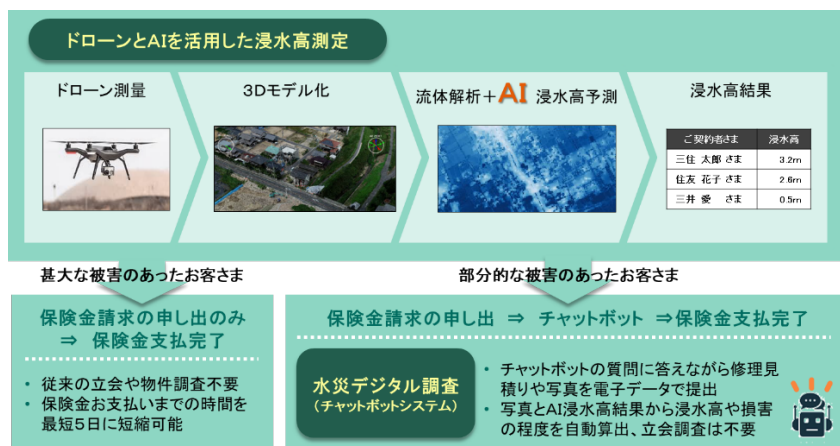 ドローンとAIを活用した浸水高測定
ドローン測量
3Dモデル化
流体解析+AI 浸水高予測
浸水高結果
ご契約者さま 浸水高
三住 太郎 さま 3.2m
住友 花子 さま 2.6m
三井 愛 さま 0.5m
甚大な被害のあったお客さま
保険金請求の申し出のみ
⇒ 保険金支払完了
• 従来の立会や物件調査不要
• 保険金お支払いまでの時間を
最短5日に短縮可能
部分的な被害のあったお客さま
保険金請求の申し出 ⇒ チャットボット ⇒保険金支払完了
水災デジタル調査
(チャットボットシステム)
• チャットボットの質問に答えながら修理見
積りや写真を電子データで提出
• 写真とAI浸水高結果から浸水高や損害
の程度を自動算出、立会調査は不要